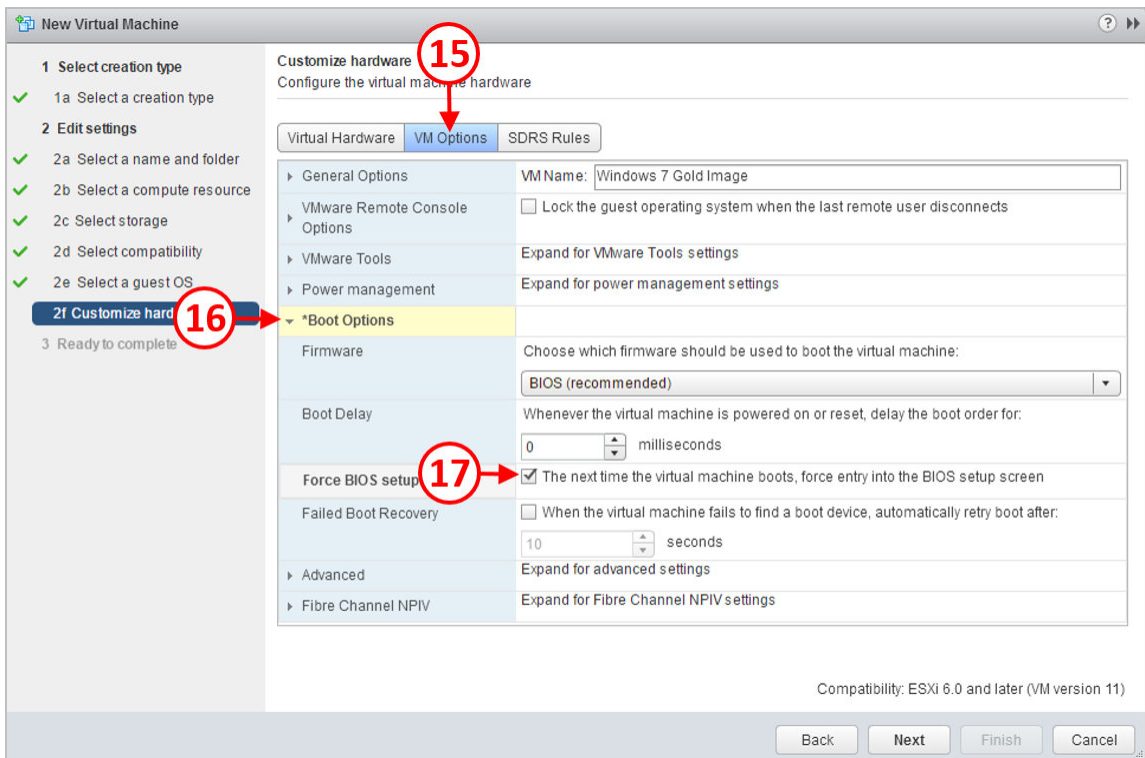 New Virtual Machine
?
1 Select creation type
1a Select a creation type
2 Edit settings
2a Select a name and folder
2b Select a compute resource
2c Select storage
2d Select compatibility
2e Select a guest OS
2f Customize hard
16
3 Ready to complete
Customize hardware
15
Configure the virtual machine hardware
Virtual Hardware
VM Options
SDRS Rules
General Options
VM Name: Windows 7 Gold Image
VMware Remote Console
Options
Lock the guest operating system when the last remote user disconnects
VMware Tools
Expand for VMware Tools settings
Power management
Expand for power management settings
*Boot Options
Firmware
Choose which firmware should be used to boot the virtual machine:
BIOS (recommended)
Boot Delay
Whenever the virtual machine is powered on or reset, delay the boot order for:
0 milliseconds
Force BIOS setup
17
The next time the virtual machine boots, force entry into the BIOS setup screen
Failed Boot Recovery
When the virtual machine fails to find a boot device, automatically retry boot after:
10 seconds
Advanced
Expand for advanced settings
Fibre Channel NPIV
Expand for Fibre Channel NPIV settings
Compatibility: ESXi 6.0 and later (VM version 11)
Back
Next
Finish
Cancel